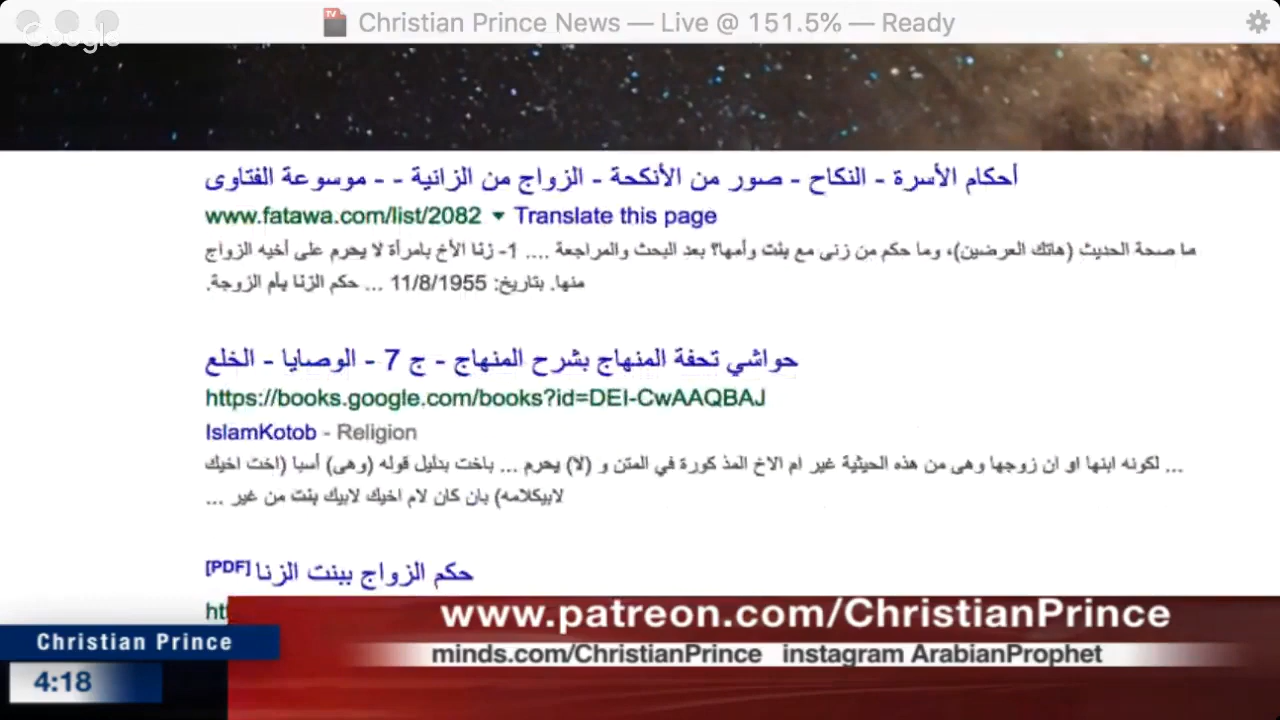 Christian Prince News — Live @ 151.5% — Ready
Google
أحكام الأسرة - النكاح - صور من الأنكحة - الزواج من الزانية - - موسوعة الفتاوى
www.fatawa.com/list/2082 ▾ Translate this page
ما صحة الحديث (هاتك العرضين)، وما حكم من زنى مع بنت وأمها؟ بعد البحث والمراجعة .... 1- زنا الأخ بامرأة لا يحرم على أخيه الزواج
منها. بتاريخ: 11/8/1955 ... حكم الزنا بأم الزوجة.
حواشي تحفة المنهاج بشرح المنهاج - ج 7 - الوصايا - الخلع
https://books.google.com/books?id=DEI-CwAAQBAJ
IslamKotob - Religion
... لكونه ابنها او ان زوجها وهى من هذه الحيثية غير ام الاخ المذ كورة في المتن و (لا) يحرم ... باخت بدليل قوله (وهى) أسبا (اخت اخيك
لابيكلامه) بان كان لام اخيك لابيك بنت من غير ...
[PDF] حكم الزواج ببنت الزنا
ht
www.patreon.com/ChristianPrince
Christian Prince
minds.com/ChristianPrince instagram ArabianProphet
4:18